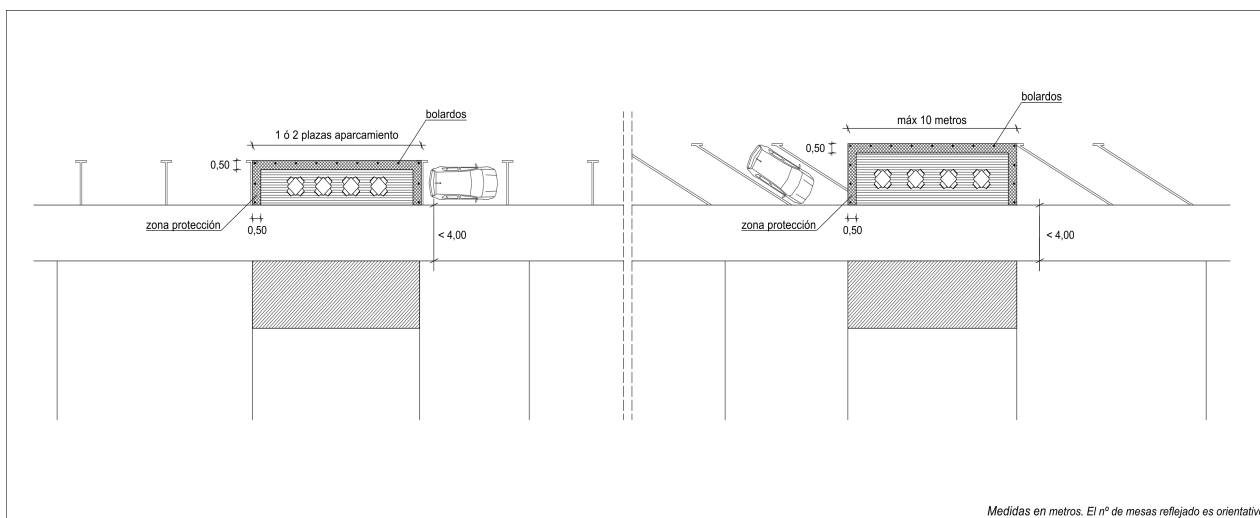 bolardos
1 ó 2 plazas aparcamiento
0,50
zona protección
0,50
< 4,00
bolardos
máx 10 metros
0,50
zona protección
0,50
< 4,00
Medidas en metros. El nº de mesas reflejado es orientativo